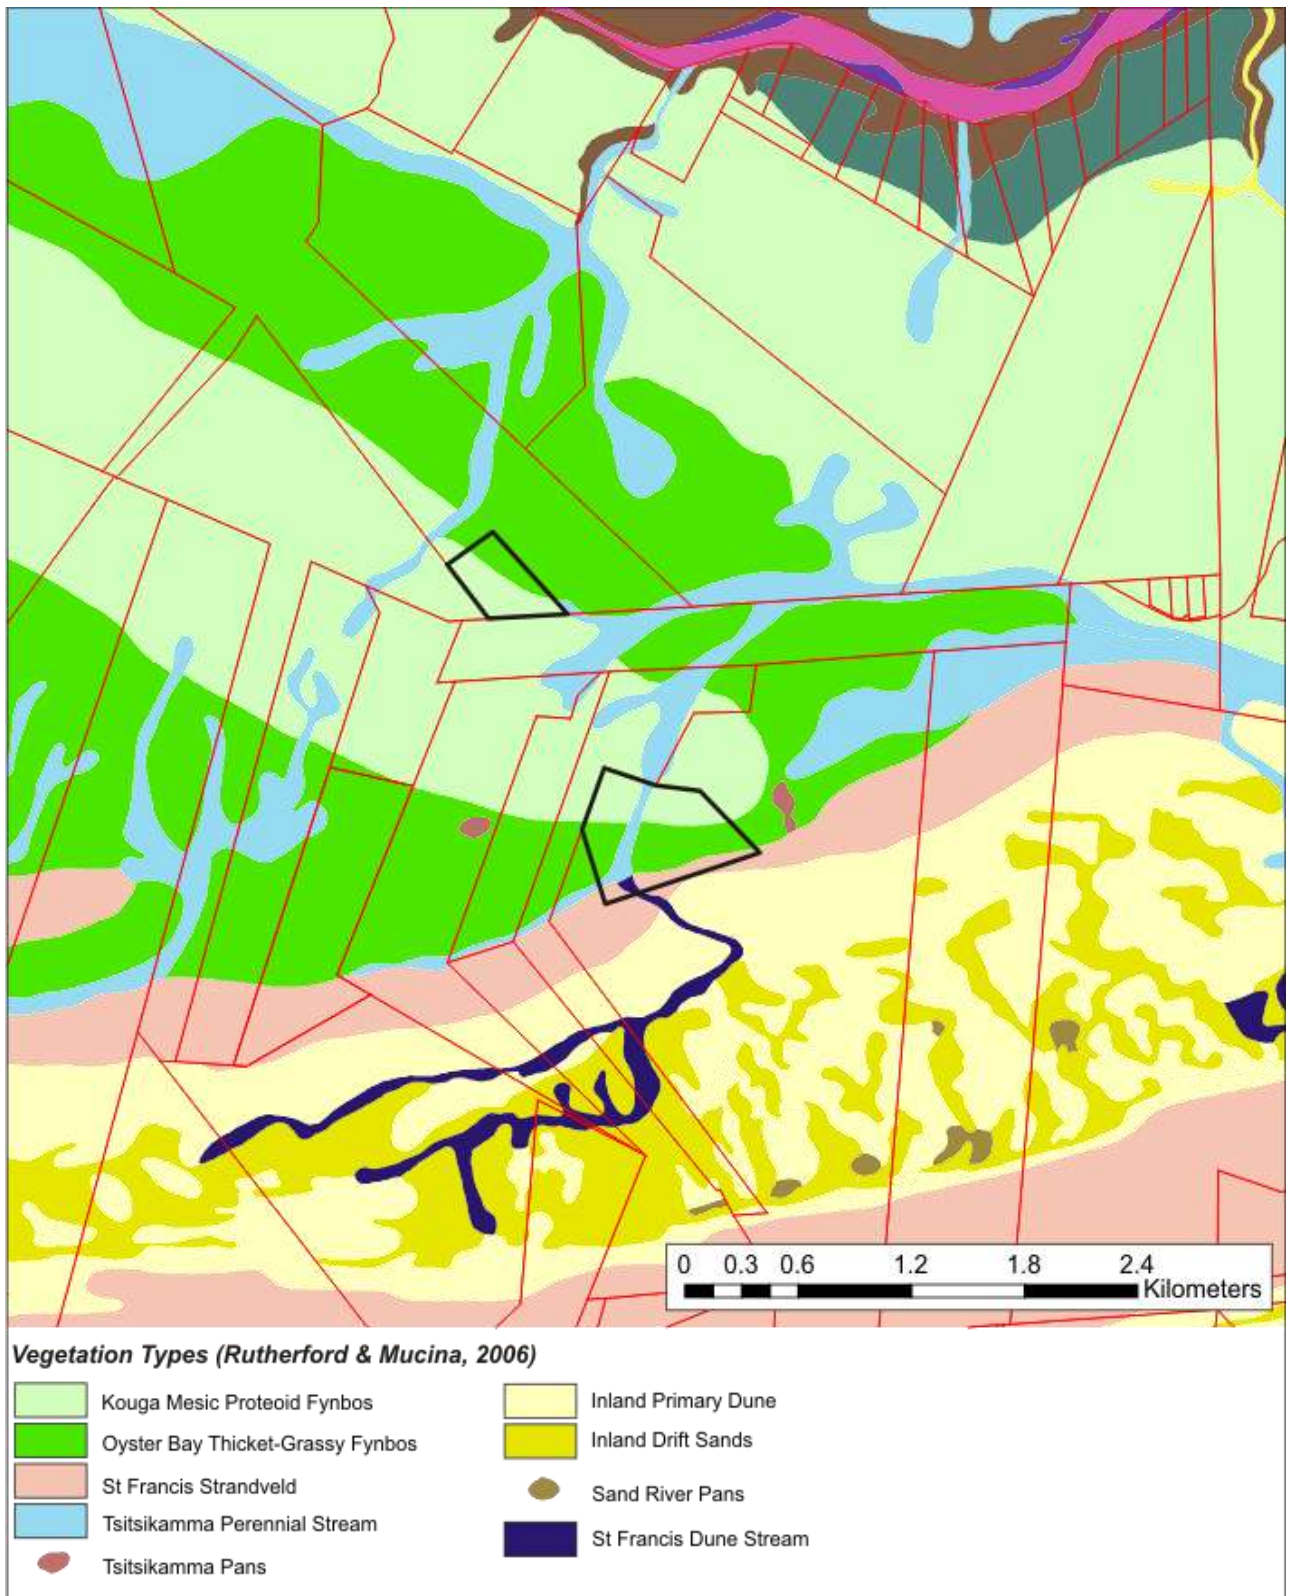 0 0.3 0.6 1.2 1.8 2.4
Kilometers
Vegetation Types (Rutherford & Mucina, 2006)
Kouga Mesic Proteoid Fynbos
Oyster Bay Thicket-Grassy Fynbos
St Francis Strandveld
Tsitsikamma Perennial Stream
Tsitsikamma Pans
Inland Primary Dune
Inland Drift Sands
Sand River Pans
St Francis Dune Stream